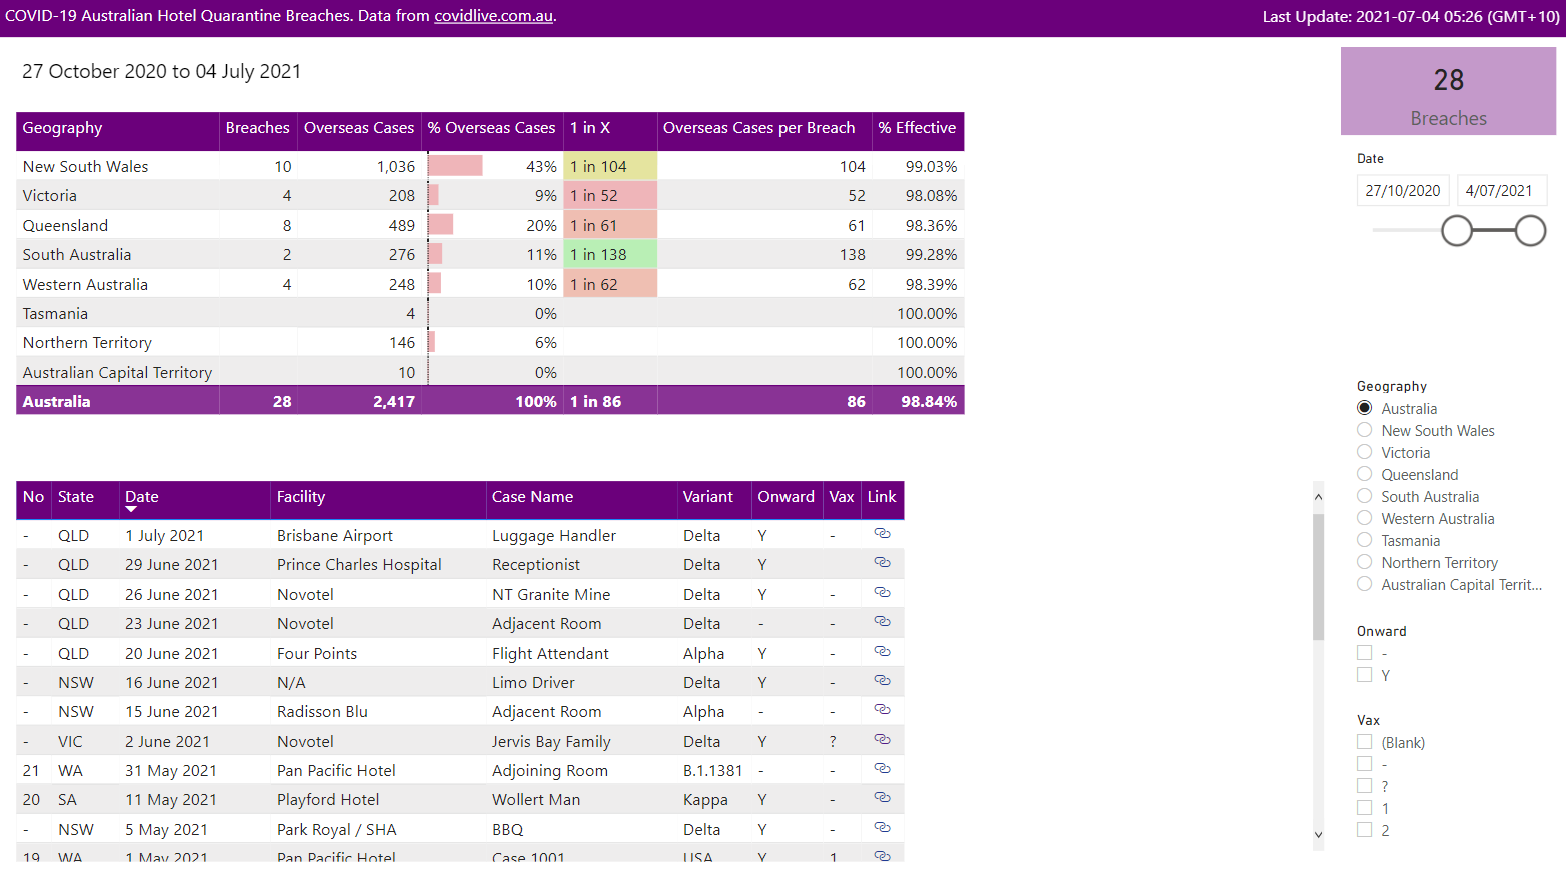 COVID-19 Australian Hotel Quarantine Breaches. Data from covidlive.com.au. Last Update: 2021-07-04 05:26 (GMT+10)
27 October 2020 to 04 July 2021
28
Breaches
Date
27/10/2020 4/07/2021
Geography Breaches Overseas Cases % Overseas Cases 1 in X Overseas Cases per Breach % Effective
New South Wales 10 1,036 43% 1 in 104 104 99.03%
Victoria 4 208 9% 1 in 52 52 98.08%
Queensland 8 489 20% 1 in 61 61 98.36%
South Australia 2 276 11% 1 in 138 138 99.28%
Western Australia 4 248 10% 1 in 62 62 98.39%
Tasmania 4 0% 100.00%
Northern Territory 146 6% 100.00%
Australian Capital Territory 10 0% 100.00%
Australia 28 2,417 100% 1 in 86 86 98.84%
No State Date Facility Case Name Variant Onward Vax Link
- QLD 1 July 2021 Brisbane Airport Luggage Handler Delta Y -
- QLD 29 June 2021 Prince Charles Hospital Receptionist Delta Y
- QLD 26 June 2021 Novotel NT Granite Mine Delta Y -
- QLD 23 June 2021 Novotel Adjacent Room Delta - -
- QLD 20 June 2021 Four Points Flight Attendant Alpha Y -
- NSW 16 June 2021 N/A Limo Driver Delta Y -
- NSW 15 June 2021 Radisson Blu Adjacent Room Alpha - -
- VIC 2 June 2021 Novotel Jervis Bay Family Delta Y ?
21 WA 31 May 2021 Pan Pacific Hotel Adjoining Room B.1.1381 - -
20 SA 11 May 2021 Playford Hotel Wollert Man Kappa Y -
- NSW 5 May 2021 Park Royal / SHA BBQ Delta Y -
19 WA 1 May 2021 Pan Pacific Hotel Case 1001 USA Y 1
Geography
Australia
New South Wales
Victoria
Queensland
South Australia
Western Australia
Tasmania
Northern Territory
Australian Capital Territ...
Onward
-
Y
Vax
(Blank)
-
?
1
2